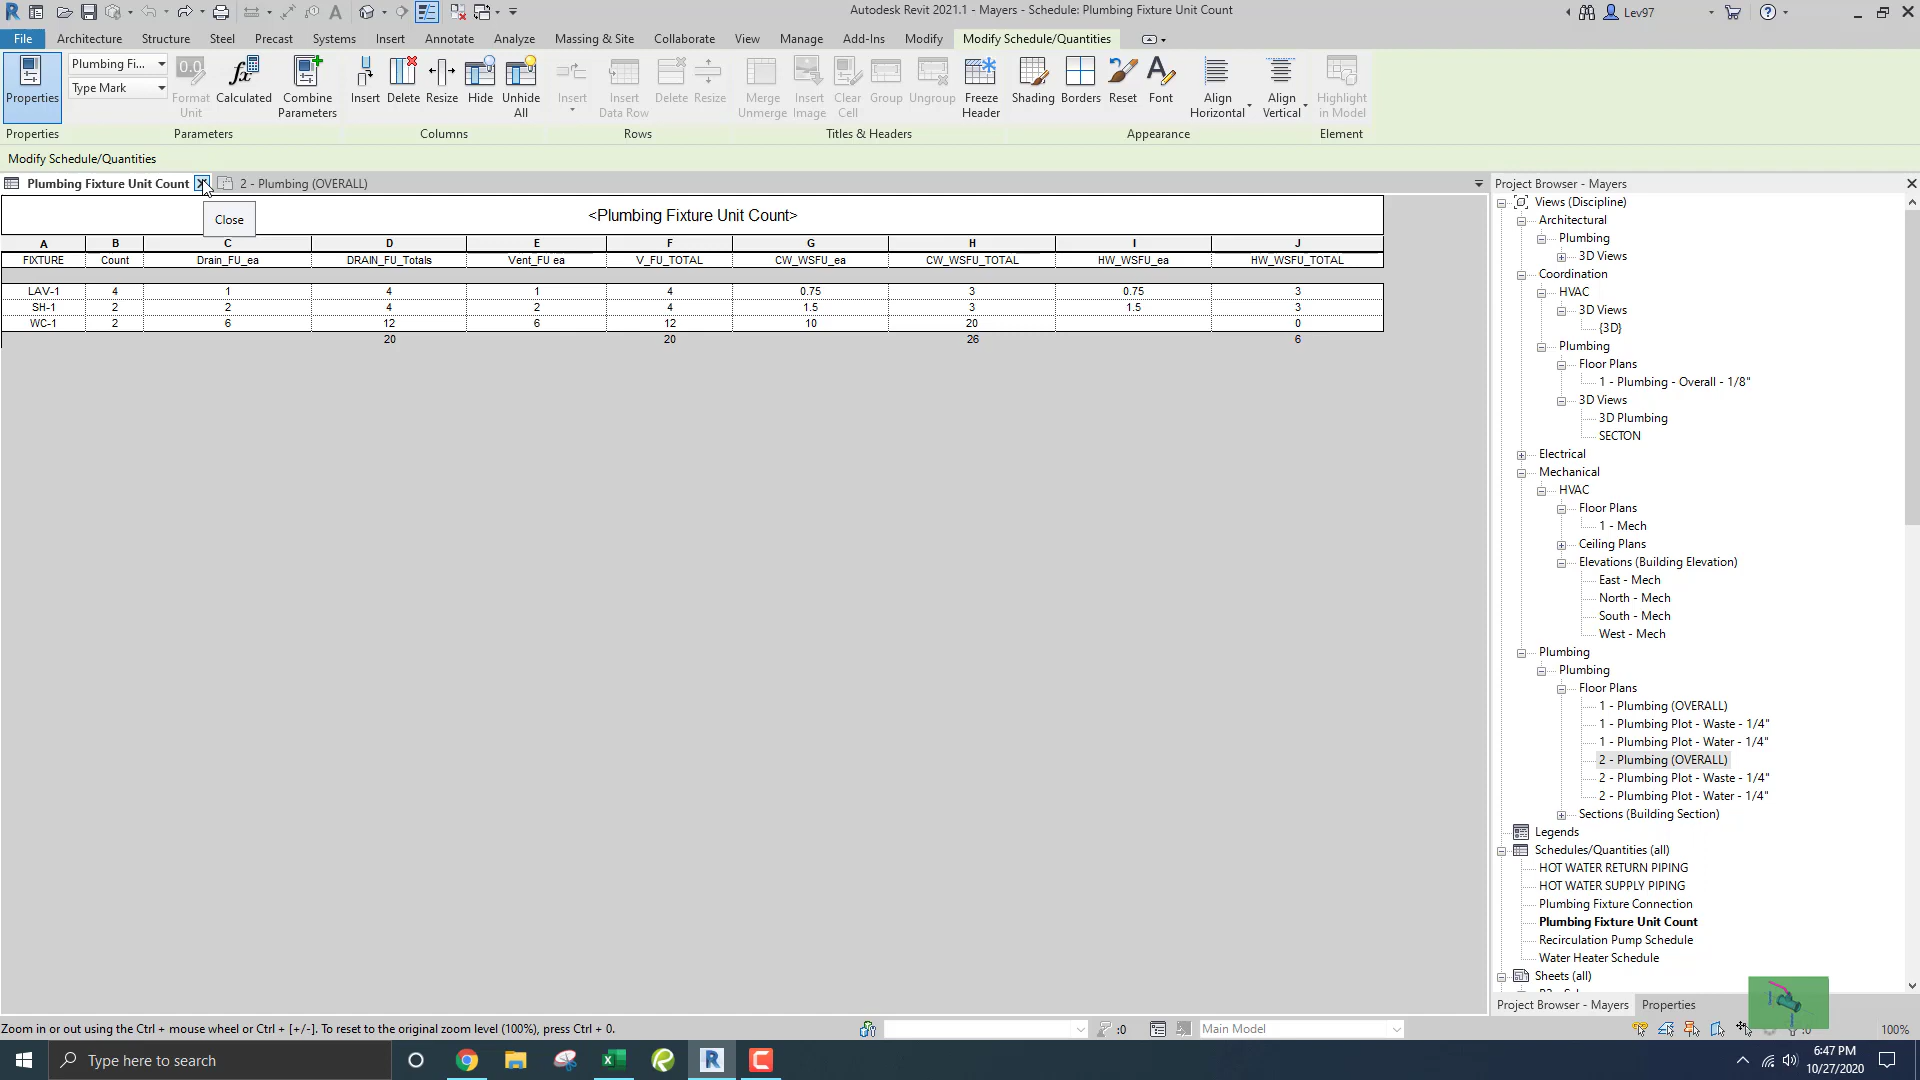 Autodesk Revit 2021.1 - Mayers - Schedule: Plumbing Fixture Unit Count
Lev97
File Architecture Structure Steel Precast Systems Insert Annotate Analyze Massing & Site Collaborate View Manage Add-Ins Modify Modify Schedule/Quantities
Plumbing Fi...
Type Mark
Properties
Format Unit
Calculated
Combine Parameters
Insert Delete Resize Hide Unhide All
Insert
Insert Data Row
Delete Resize
Merge Unmerge
Insert Image
Clear Cell
Group Ungroup
Freeze Header
Shading Borders Reset Font
Align Horizontal
Align Vertical
Highlight in Model
Properties Parameters Columns Rows Titles & Headers Appearance Element
Modify Schedule/Quantities
Plumbing Fixture Unit Count 2 - Plumbing (OVERALL)
Close
<Plumbing Fixture Unit Count>
A B C D E F G H I J
FIXTURE Count Drain_FU_ea DRAIN_FU_Totals Vent_FU ea V_FU_TOTAL CW_WSFU_ea CW_WSFU_TOTAL HW_WSFU_ea HW_WSFU_TOTAL
LAV-1 4 1 4 1 4 0.75 3 0.75 3
SH-1 2 2 4 2 4 1.5 3 1.5 3
WC-1 2 6 12 6 12 10 20 0
20 20 26 6
Project Browser - Mayers
Views (Discipline)
Architectural
Plumbing
3D Views
Coordination
HVAC
3D Views
{3D}
Plumbing
Floor Plans
1 - Plumbing - Overall - 1/8"
3D Views
3D Plumbing
SECTON
Electrical
Mechanical
HVAC
Floor Plans
1 - Mech
Ceiling Plans
Elevations (Building Elevation)
East - Mech
North - Mech
South - Mech
West - Mech
Plumbing
Plumbing
Floor Plans
1 - Plumbing (OVERALL)
1 - Plumbing Plot - Waste - 1/4"
1 - Plumbing Plot - Water - 1/4"
2 - Plumbing (OVERALL)
2 - Plumbing Plot - Waste - 1/4"
2 - Plumbing Plot - Water - 1/4"
Sections (Building Section)
Legends
Schedules/Quantities (all)
HOT WATER RETURN PIPING
HOT WATER SUPPLY PIPING
Plumbing Fixture Connection
Plumbing Fixture Unit Count
Recirculation Pump Schedule
Water Heater Schedule
Sheets (all)
Project Browser - Mayers Properties
Zoom in or out using the Ctrl + mouse wheel or Ctrl + [+/-]. To reset to the original zoom level (100%), press Ctrl + 0.
:0
Main Model
:0
100%
Type here to search
6:47 PM
10/27/2020